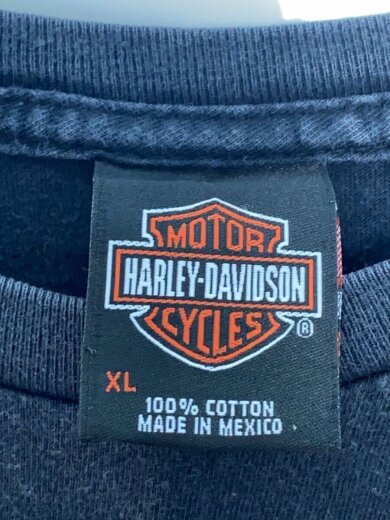 MOTOR
HARLEY-DAVIDSON
CYCLES
®
XL
100% COTTON
MADE IN MEXICO